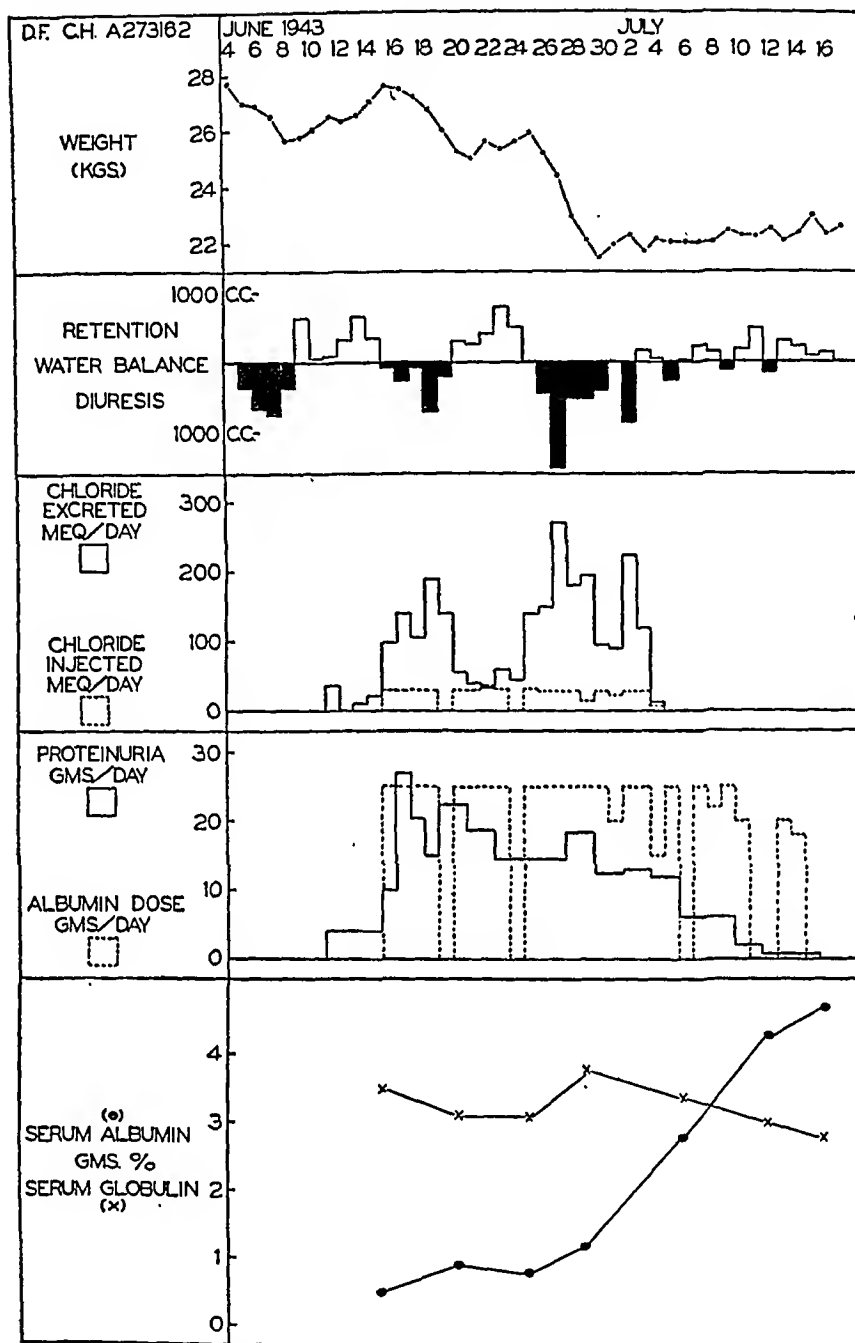 D.F. C.H. A273162
JUNE 1943 JULY
4 6 8 10 12 14 16 18 20 22 24 26 28 30 2 4 6 8 10 12 14 16
WEIGHT
(KGS.)
28
26
22
22
RETENTION
WATER BALANCE
DIURESIS
1000 C.C.-
1000 C.C.-
CHLORIDE
EXCRETED
MEQ/DAY
CHLORIDE
INJECTED
MEQ/DAY
300
200
100
0
PROTEINURIA
GMS/DAY
ALBUMIN DOSE
GMS/DAY
30
20
10
0
(•)
SERUM ALBUMIN
GMS. %
SERUM GLOBULIN
(x)
4
3
2
1
0